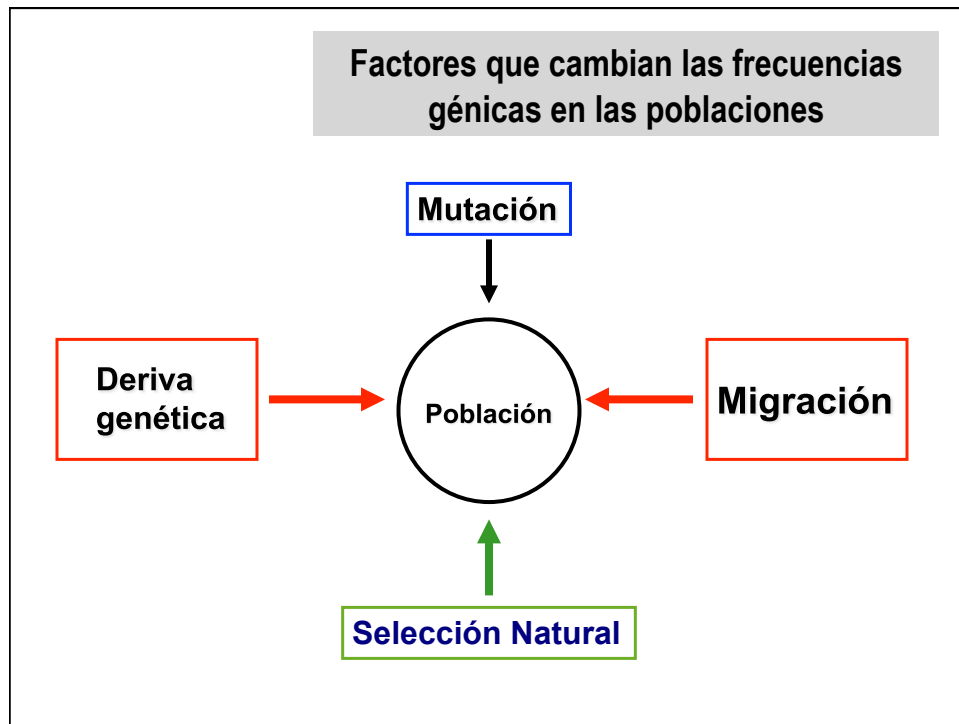 Factores que cambian las frecuencias
génicas en las poblaciones
Mutación
Deriva
genética
Población
Migración
Selección Natural